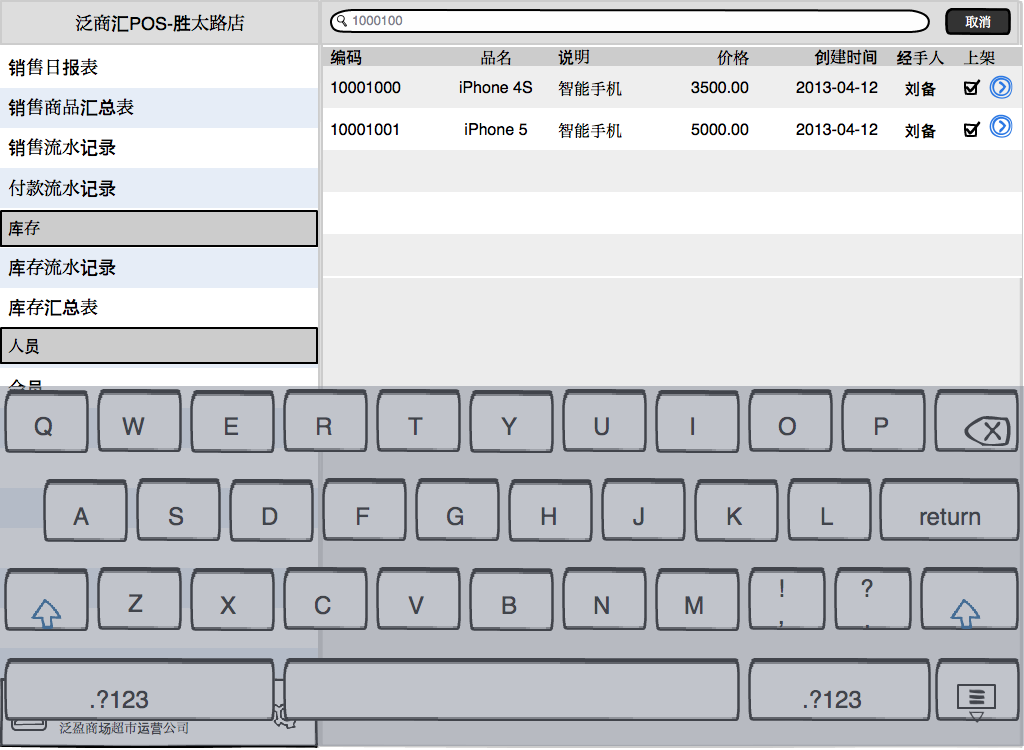 泛商汇POS-胜太路店
1000100
取消
销售日报表
销售商品汇总表
销售流水记录
付款流水记录
库存
库存流水记录
库存汇总表
人员
会员
编码 品名 说明 价格 创建时间 经手人 上架
10001000 iPhone 4S 智能手机 3500.00 2013-04-12 刘备
10001001 iPhone 5 智能手机 5000.00 2013-04-12 刘备
Q W E R T Y U I O P
A S D F G H J K L return
Z X C V B N M ! , ? .
.?123 .?123
泛盈商场超市运营公司